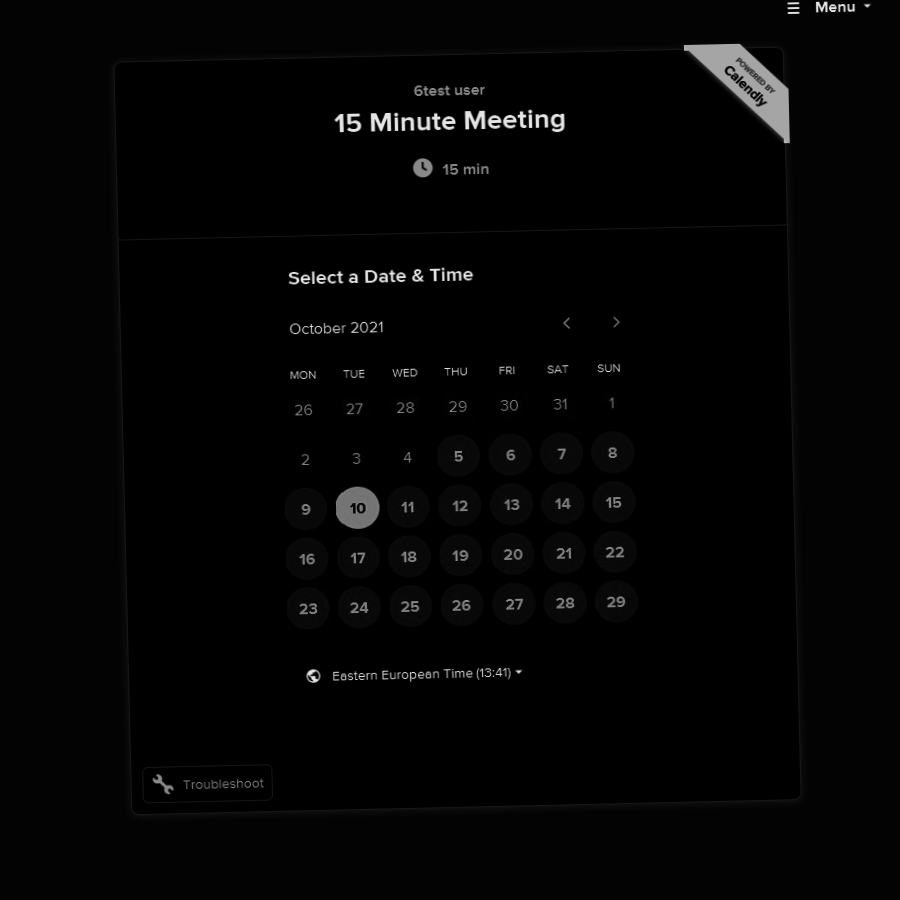 ☰ Menu
POWERED BY
Calendly
6test user
15 Minute Meeting
15 min
Select a Date & Time
October 2021
MON TUE WED THU FRI SAT SUN
26 27 28 29 30 31 1
2 3 4 5 6 7 8
9 10 11 12 13 14 15
16 17 18 19 20 21 22
23 24 25 26 27 28 29
Eastern European Time (13:41)
Troubleshoot